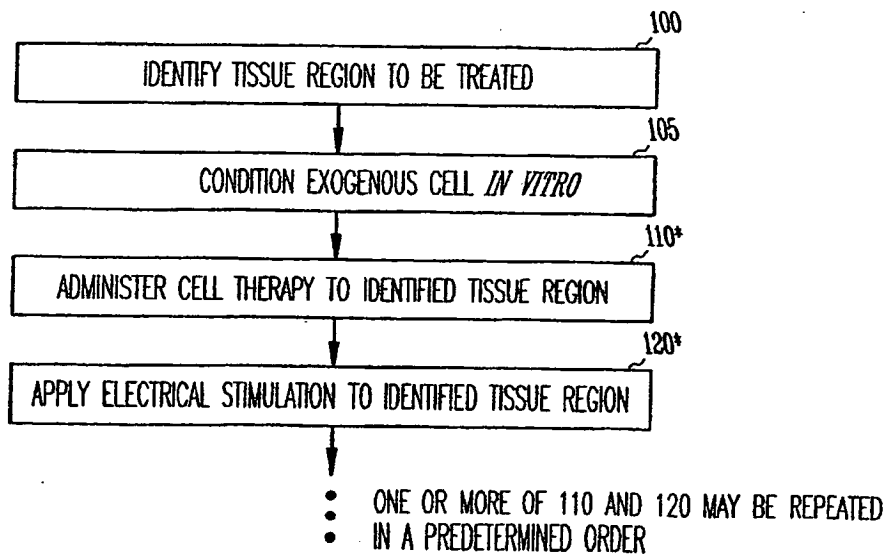 100
IDENTIFY TISSUE REGION TO BE TREATED
105
CONDITION EXOGENOUS CELL IN VITRO
110*
ADMINISTER CELL THERAPY TO IDENTIFIED TISSUE REGION
120*
APPLY ELECTRICAL STIMULATION TO IDENTIFIED TISSUE REGION
ONE OR MORE OF 110 AND 120 MAY BE REPEATED
IN A PREDETERMINED ORDER